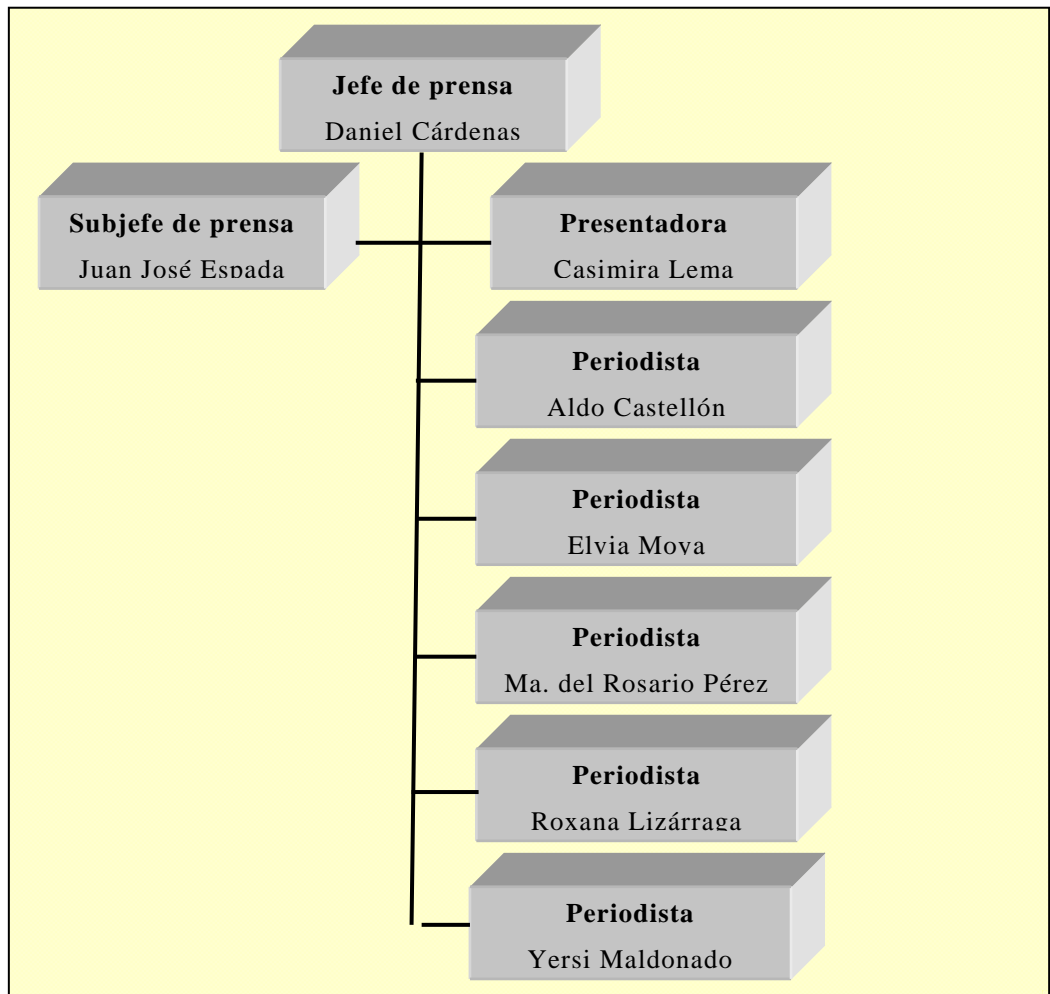 Jefe de prensa
Daniel Cárdenas
Subjefe de prensa
Juan José Espada
Presentadora
Casimira Lema
Periodista
Aldo Castellón
Periodista
Elvia Moya
Periodista
Ma. del Rosario Pérez
Periodista
Roxana Lizárraga
Periodista
Yersi Maldonado